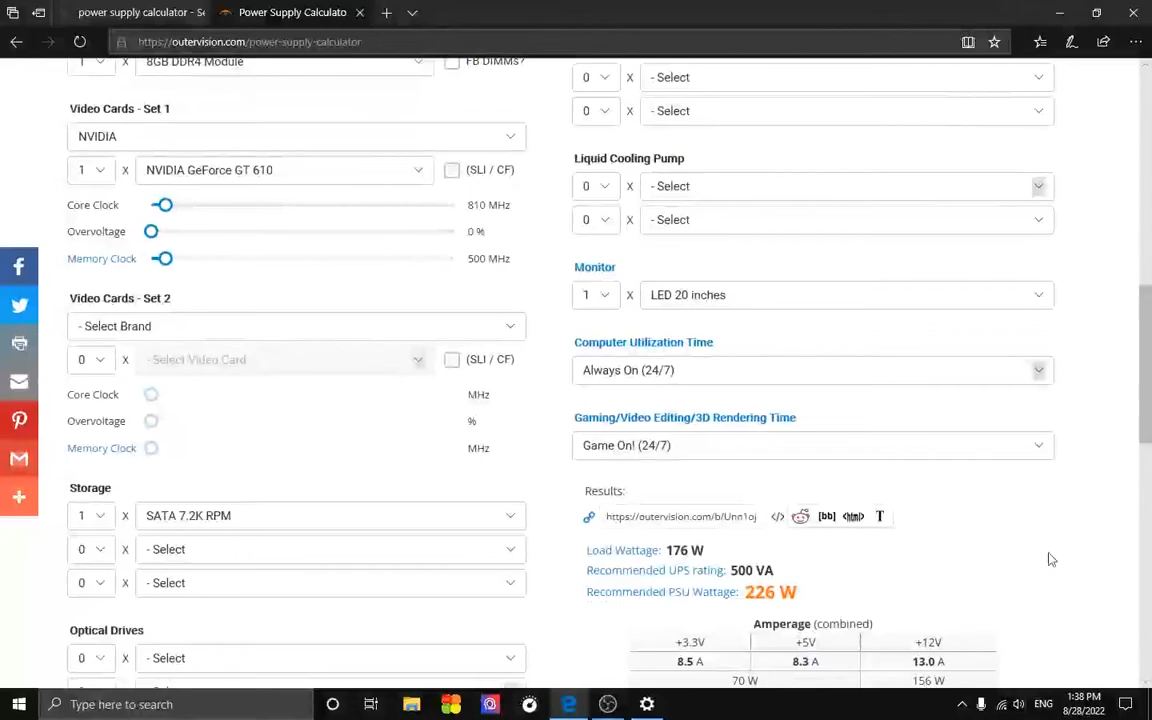 power supply calculator - Se
Power Supply Calculato
https://outervision.com/power-supply-calculator
1 X 8GB DDR4 Module FB DIMMs?
Video Cards - Set 1
NVIDIA
1 X NVIDIA GeForce GT 610 (SLI / CF)
Core Clock 810 MHz
Overvoltage 0 %
Memory Clock 500 MHz
Video Cards - Set 2
- Select Brand
0 X - Select Video Card (SLI / CF)
Core Clock MHz
Overvoltage %
Memory Clock MHz
Storage
1 X SATA 7.2K RPM
0 X - Select
0 X - Select
Optical Drives
0 X - Select
0 X - Select
0 X - Select
Liquid Cooling Pump
0 X - Select
0 X - Select
Monitor
1 X LED 20 inches
Computer Utilization Time
Always On (24/7)
Gaming/Video Editing/3D Rendering Time
Game On! (24/7)
Results:
https://outervision.com/b/Unn1oj </> [bb] <html> T
Load Wattage: 176 W
Recommended UPS rating: 500 VA
Recommended PSU Wattage: 226 W
Amperage (combined)
+3.3V +5V +12V
8.5 A 8.3 A 13.0 A
70 W 156 W
Type here to search
ENG
1:38 PM
8/28/2022